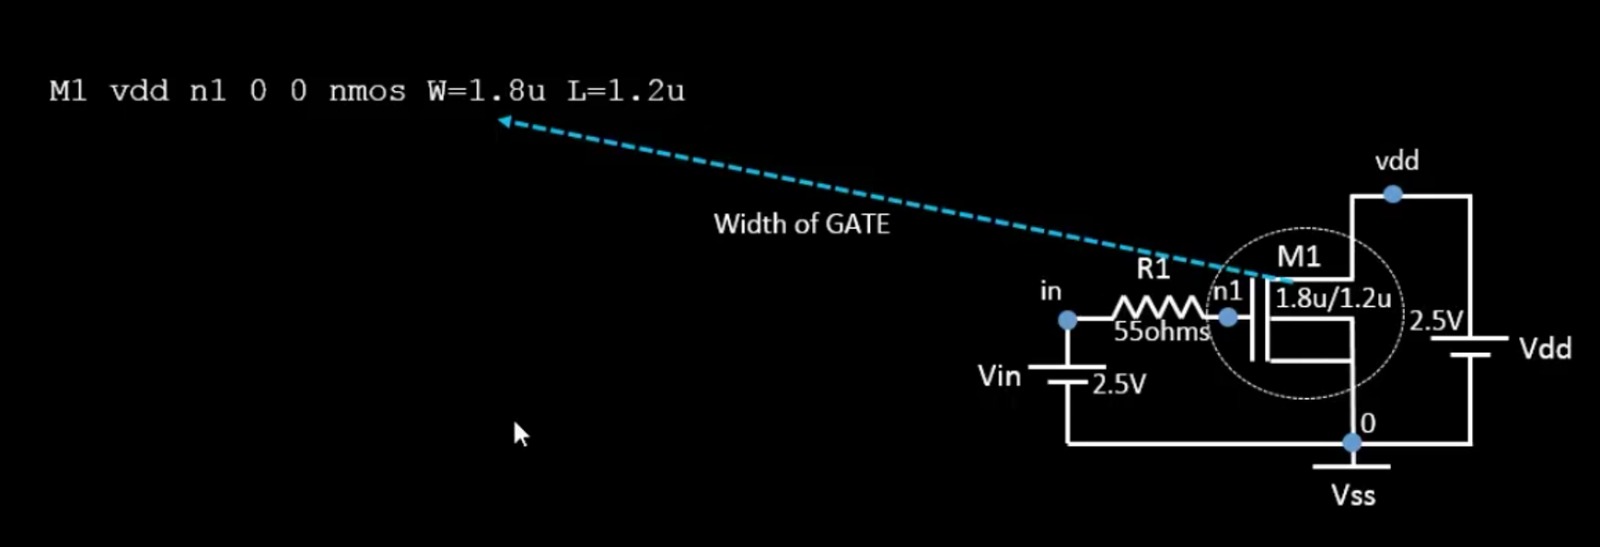 M1 vdd n1 0 0 nmos W=1.8u L=1.2u
vdd
Width of GATE
M1
R1
in
n1
1.8u/1.2u
2.5V
55ohms
Vdd
Vin
2.5V
0
Vss